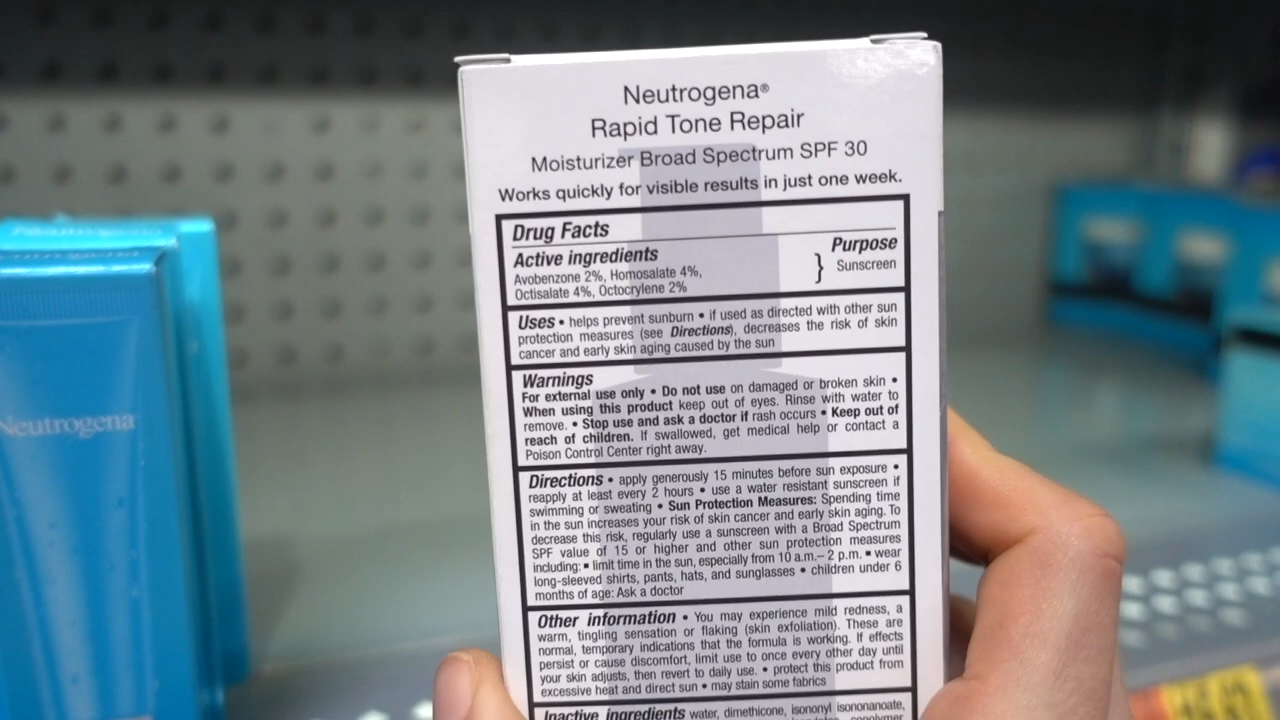 Neutrogena®
Rapid Tone Repair
Moisturizer Broad Spectrum SPF 30
Works quickly for visible results in just one week.
Drug Facts
Active ingredients
Purpose
Avobenzone 2%, Homosalate 4%,
Octisalate 4%, Octocrylene 2%
} Sunscreen
Uses • helps prevent sunburn • if used as directed with other sun
protection measures (see Directions), decreases the risk of skin
cancer and early skin aging caused by the sun
Warnings
For external use only • Do not use on damaged or broken skin •
When using this product keep out of eyes. Rinse with water to
remove. • Stop use and ask a doctor if rash occurs • Keep out of
reach of children. If swallowed, get medical help or contact a
Poison Control Center right away.
Directions • apply generously 15 minutes before sun exposure •
reapply at least every 2 hours • use a water resistant sunscreen if
swimming or sweating • Sun Protection Measures: Spending time
in the sun increases your risk of skin cancer and early skin aging. To
decrease this risk, regularly use a sunscreen with a Broad Spectrum
SPF value of 15 or higher and other sun protection measures
including: ▪ limit time in the sun, especially from 10 a.m.– 2 p.m. ▪ wear
long-sleeved shirts, pants, hats, and sunglasses • children under 6
months of age: Ask a doctor
Other information • You may experience mild redness, a
warm, tingling sensation or flaking (skin exfoliation). These are
normal, temporary indications that the formula is working. If effects
persist or cause discomfort, limit use to once every other day until
your skin adjusts, then revert to daily use. • protect this product from
excessive heat and direct sun • may stain some fabrics
Inactive ingredients water, dimethicone, isononyl isononanoate,
Neutrogena